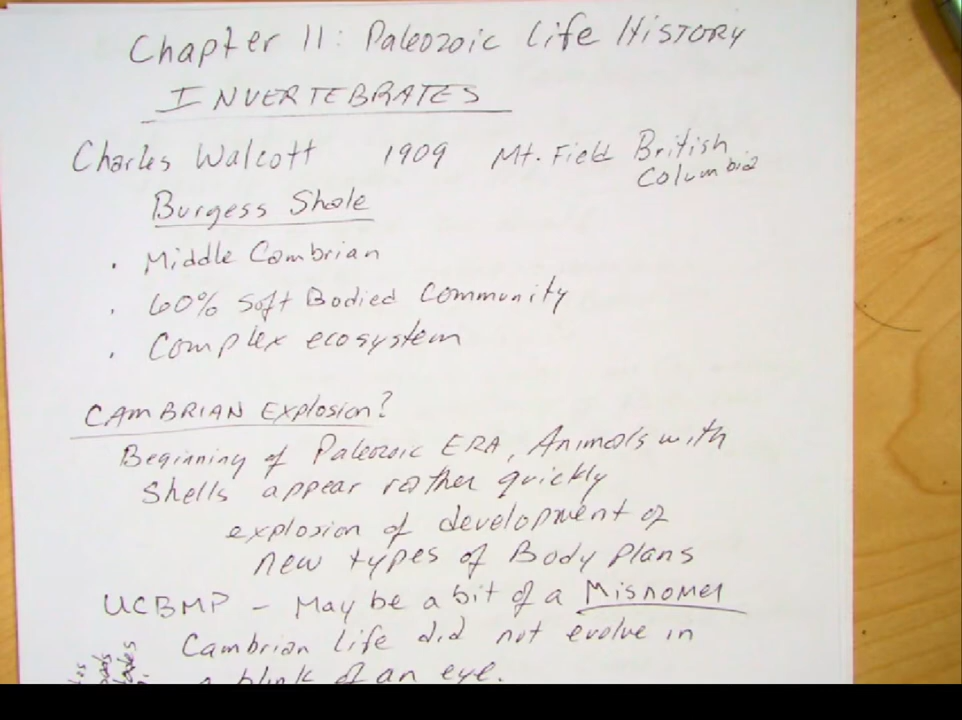 Chapter 11: Paleozoic Life History
INVERTEBRATES
Charles Walcott 1909 Mt. Field British Columbia
Burgess Shale
. Middle Cambrian
. 60% Soft Bodied Community
. Complex ecosystem
CAMBRIAN Explosion?
Beginning of Paleozoic ERA, Animals with
Shells appear rather quickly
explosion of development of
new types of Body Plans
UCBMP - May be a bit of a Misnomer
Cambrian Life did not evolve in
a blink of an eye.